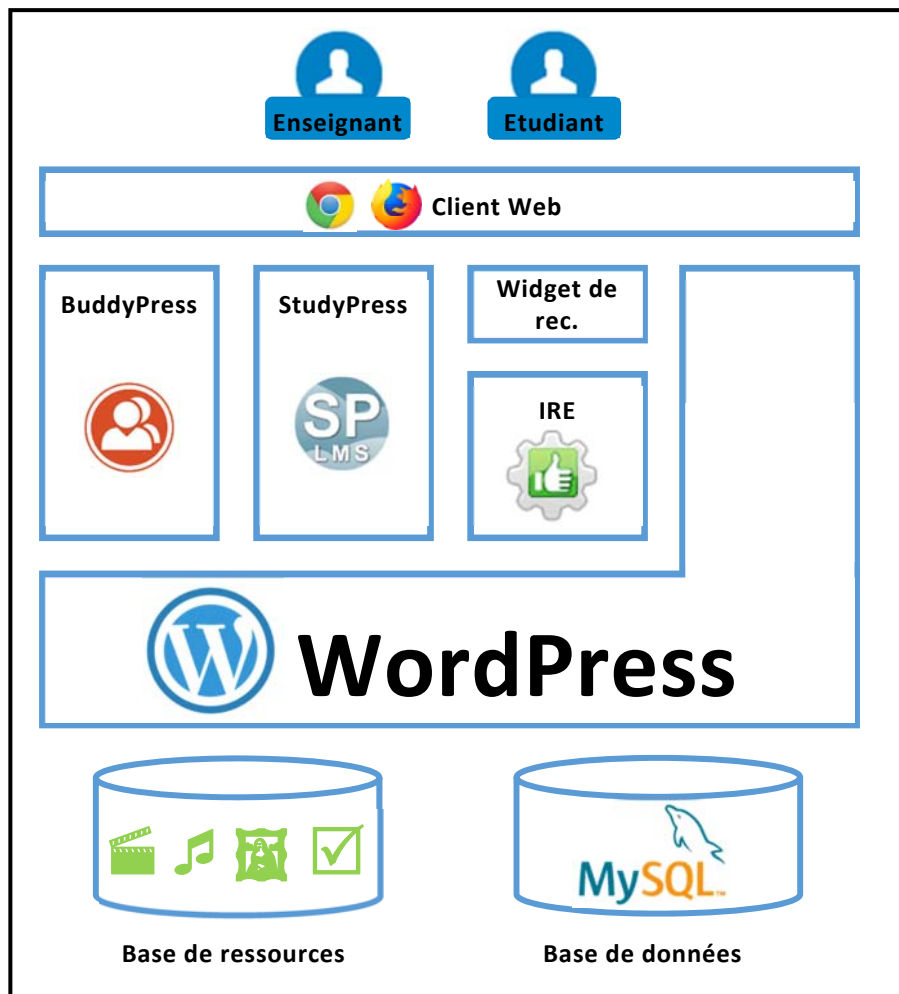 Enseignant
Etudiant
Client Web
BuddyPress
StudyPress
Widget de
rec.
SP
LMS
IRE
WordPress
MySQL™
Base de ressources
Base de données